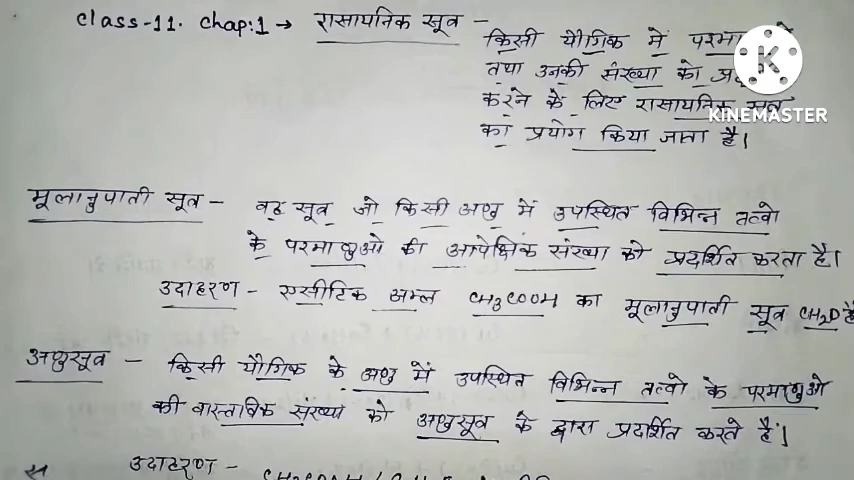 class-11. chap:1 → रासायनिक सूत्र -
किसी यौगिक में
तथा उनकी संख्या को
करने के लिए रासायनिक सूत्र
का प्रयोग किया जाता है।
KINEMASTER
मूलानुपाती सूत्र - वह सूत्र जो किसी अणु में उपस्थित विभिन्न तत्वो
के परमाणुओ की आपेक्षिक संख्या को प्रदर्शित करता है।
उदाहरण - एसीटिक अम्ल CH3COOH का मूलानुपाती सूत्र CH2O है
अणुसूत्र - किसी यौगिक के अणु में उपस्थित विभिन्न तत्वो के परमाणुओ
की वास्तविक संख्या को अणुसूत्र के द्वारा प्रदर्शित करते हैं।
उदाहरण -